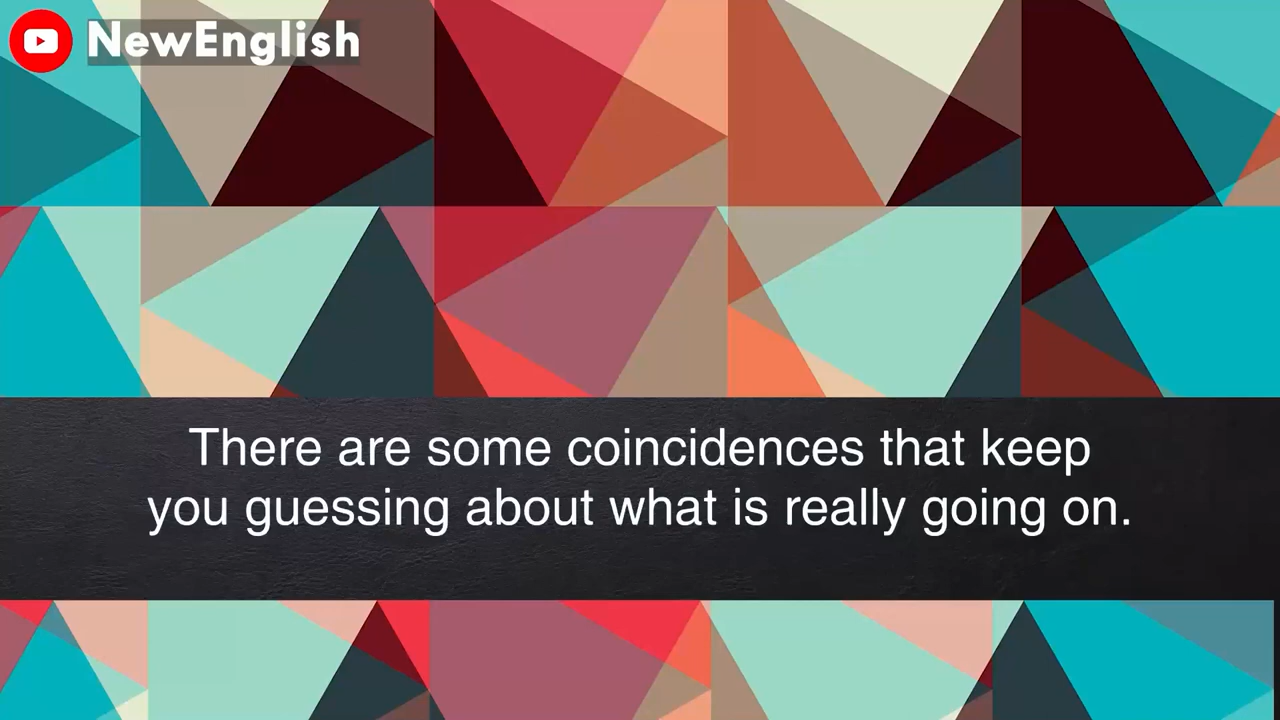 NewEnglish
There are some coincidences that keep
you guessing about what is really going on.